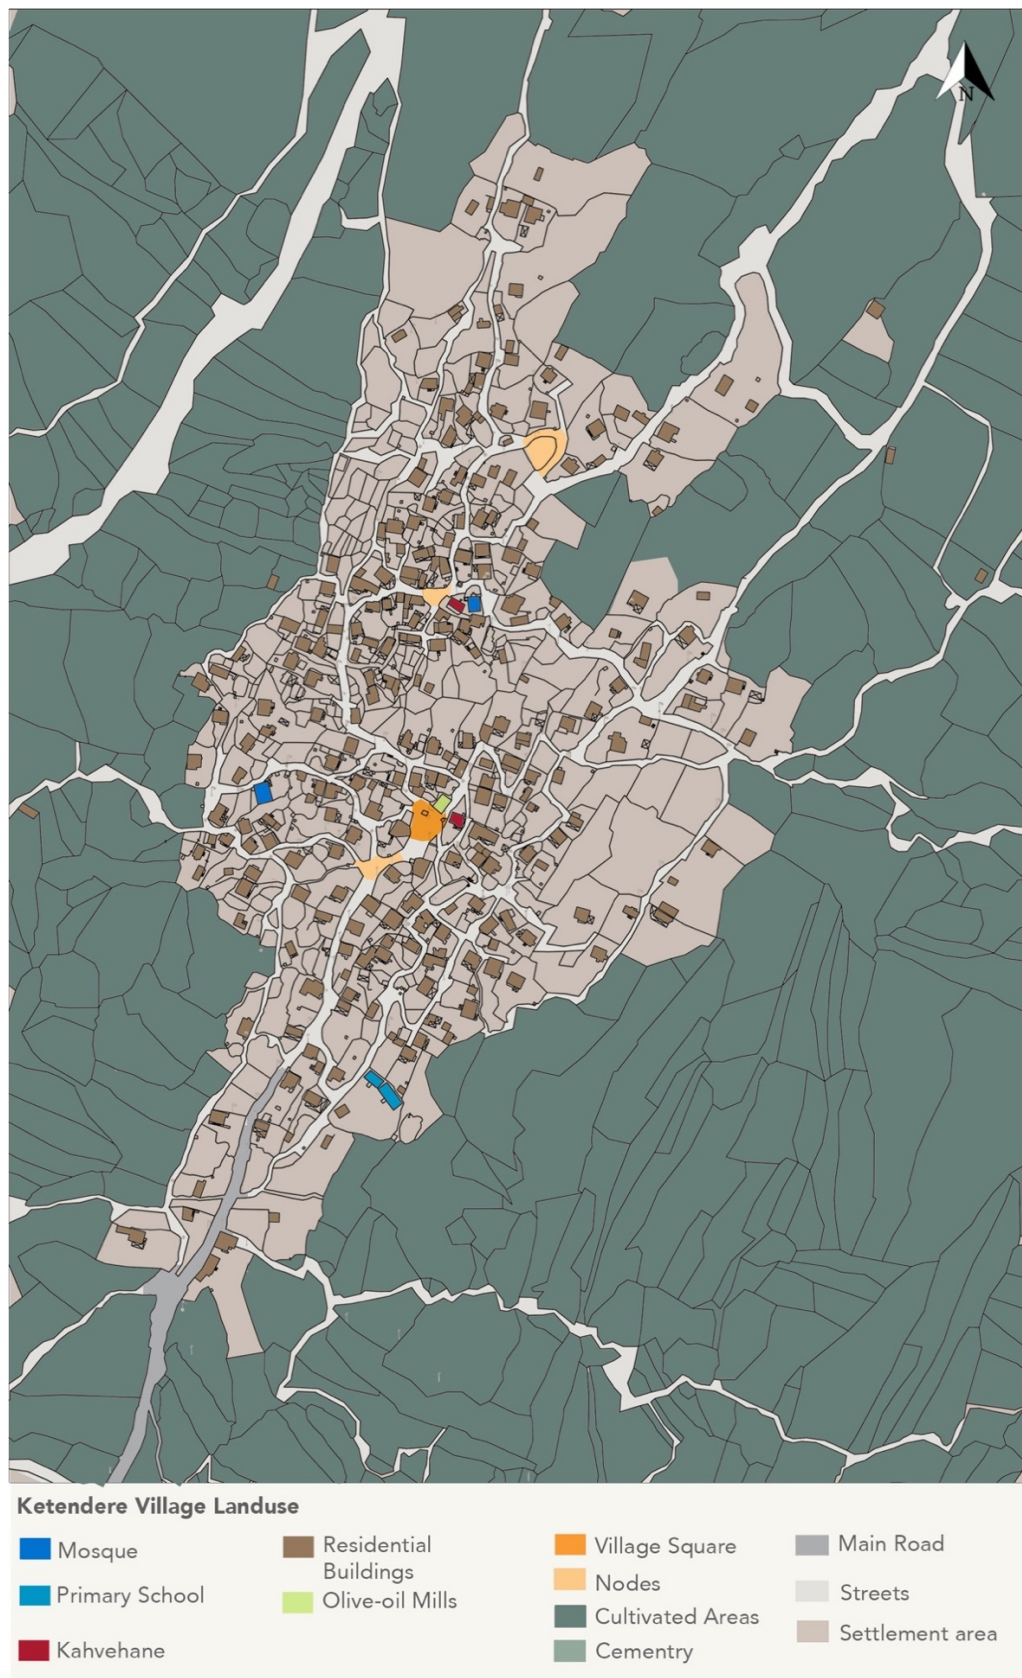 N
Ketendere Village Landuse
Mosque
Primary School
Kahvehane
Residential
Buildings
Olive-oil Mills
Village Square
Nodes
Cultivated Areas
Cementry
Main Road
Streets
Settlement area